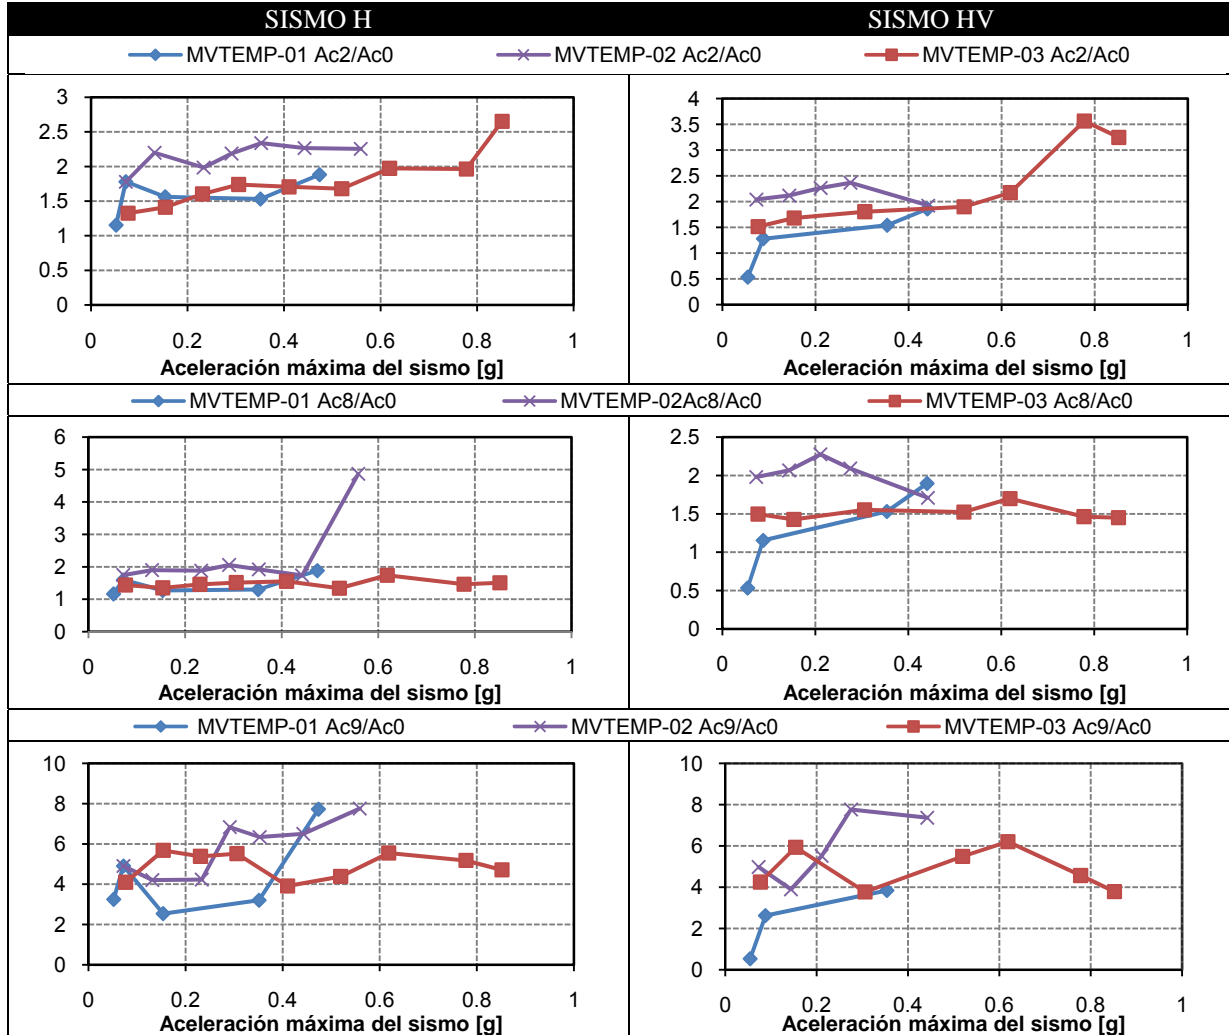 SISMO H SISMO HV
MVTEMP-01 Ac2/Ac0 MVTEMP-02 Ac2/Ac0 MVTEMP-03 Ac2/Ac0
3
2.5
2
1.5
1
0.5
0
0 0.2 0.4 0.6 0.8 1
Aceleración máxima del sismo [g]
4
3.5
3
2.5
2
1.5
1
0.5
0
0 0.2 0.4 0.6 0.8 1
Aceleración máxima del sismo [g]
MVTEMP-01 Ac8/Ac0 MVTEMP-02Ac8/Ac0 MVTEMP-03 Ac8/Ac0
6
5
4
3
2
1
0
0 0.2 0.4 0.6 0.8 1
Aceleración máxima del sismo [g]
2.5
2
1.5
1
0.5
0
0 0.2 0.4 0.6 0.8 1
Aceleración máxima del sismo [g]
MVTEMP-01 Ac9/Ac0 MVTEMP-02 Ac9/Ac0 MVTEMP-03 Ac9/Ac0
10
8
6
4
2
0
0 0.2 0.4 0.6 0.8 1
Aceleración máxima del sismo [g]
10
8
6
4
2
0
0 0.2 0.4 0.6 0.8 1
Aceleración máxima del sismo [g]